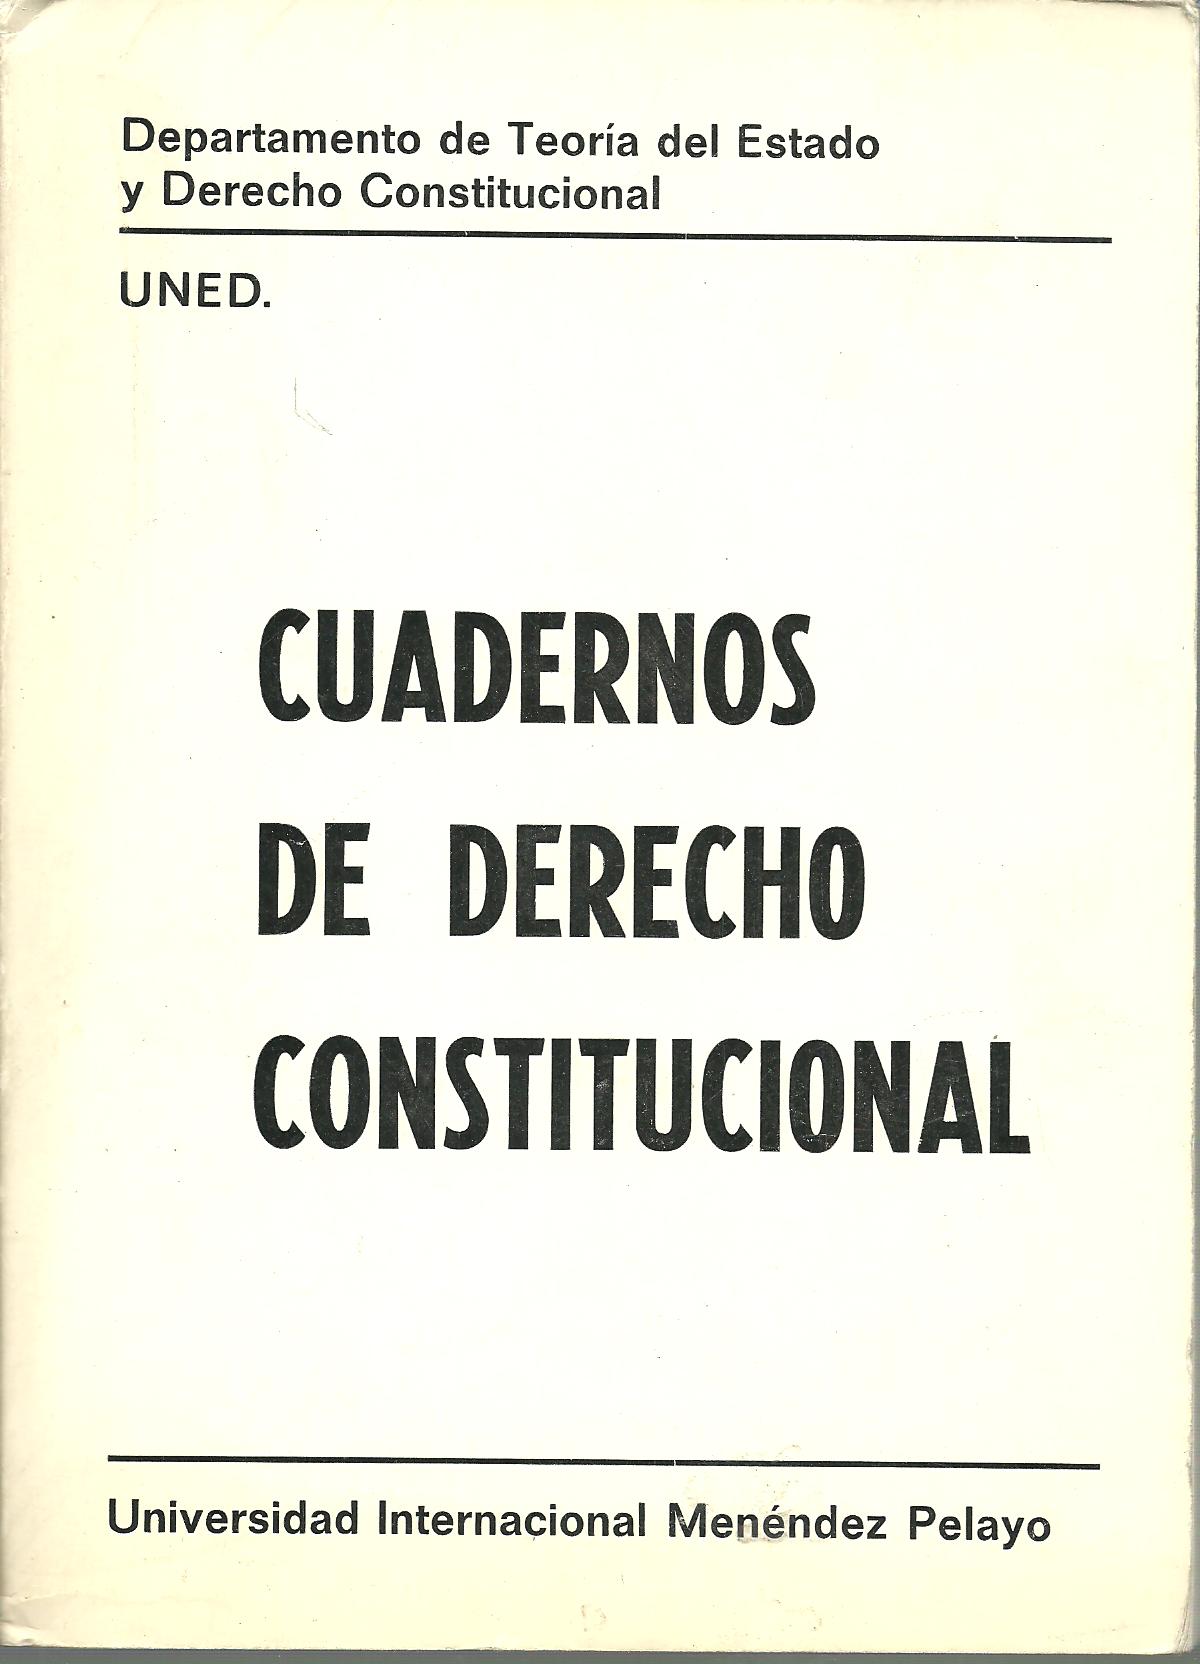 Departamento de Teoría del Estado
y Derecho Constitucional
UNED.
CUADERNOS
DE DERECHO
CONSTITUCIONAL
Universidad Internacional Menéndez Pelayo